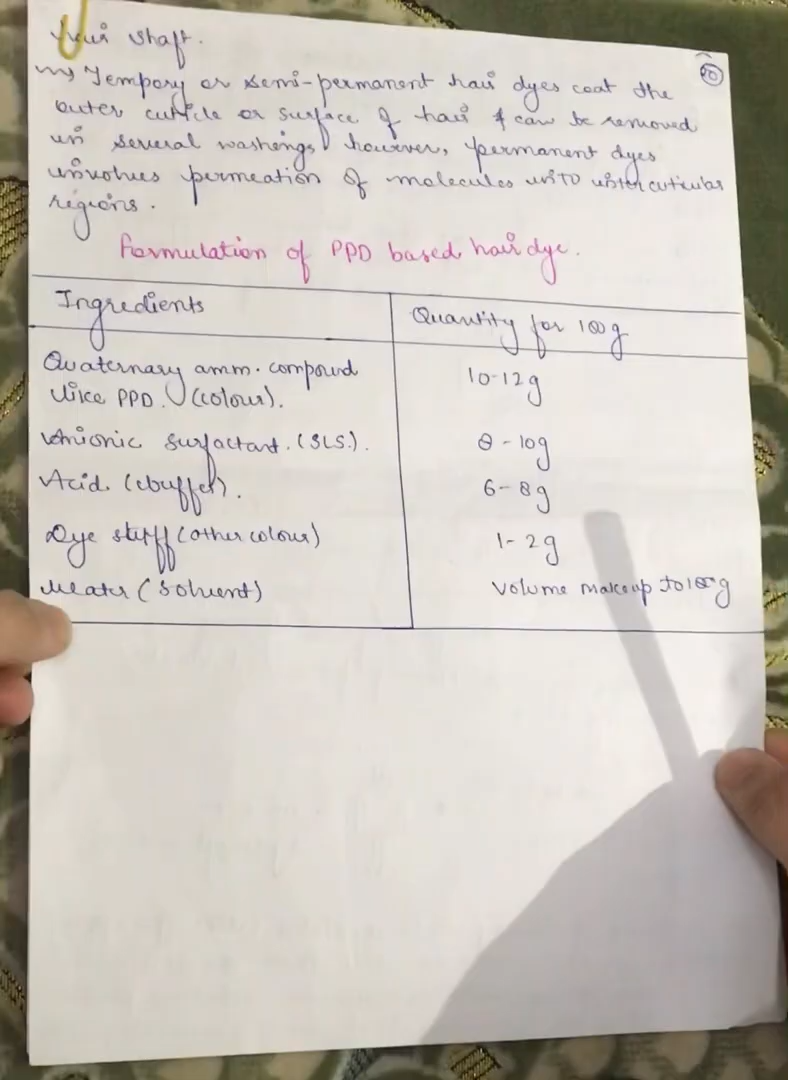 hair shaft.
Tempory or semi-permanent hair dyes coat the
outer cuticle or surface of hair & can be removed
in several washings however, permanent dyes
involves permeation of molecules into intercuticular
regions.
Formulation of PPD based hair dye.
Ingredients Quantity for 100g
Quaternary amm. compound
like PPD. (colour). 10-12g
Anionic surfactant. (SLS.). 8-10g
Acid (buffer). 6-8g
Dye stuff (other colour) 1-2g
Water (solvent) Volume makeup to 100g